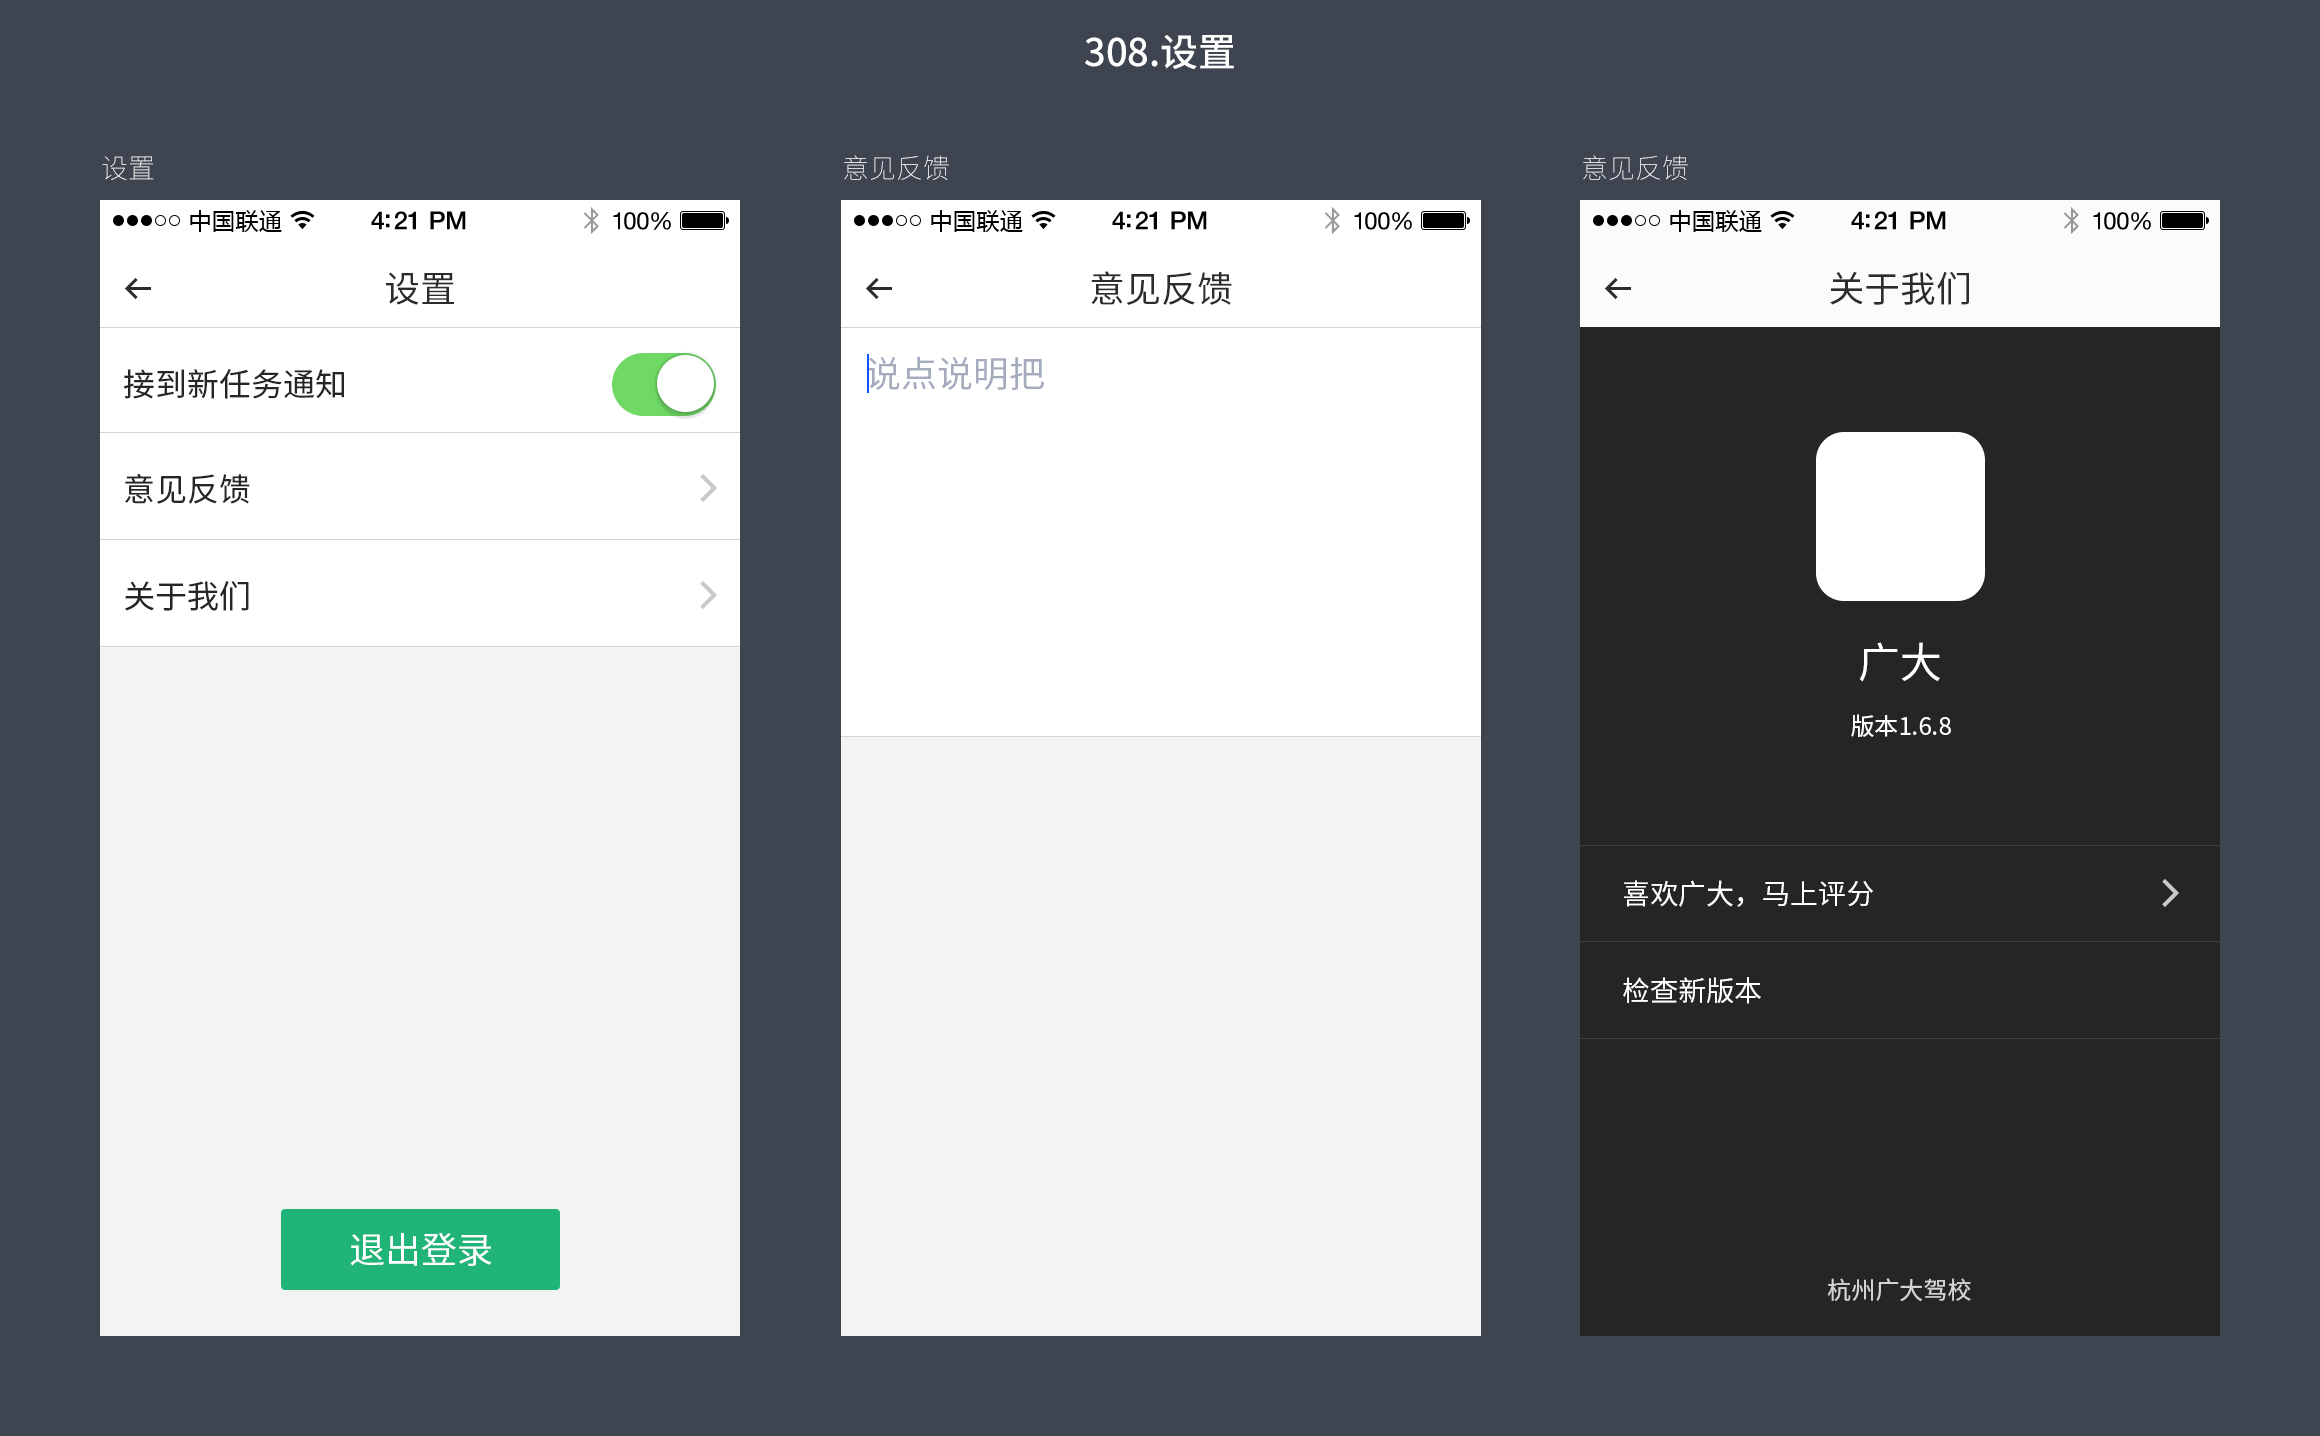 308.设置
设置
中国联通 4:21 PM 100%
设置
接到新任务通知
意见反馈
关于我们
退出登录
意见反馈
中国联通 4:21 PM 100%
意见反馈
说点说明把
意见反馈
中国联通 4:21 PM 100%
关于我们
广大
版本1.6.8
喜欢广大，马上评分
检查新版本
杭州广大驾校